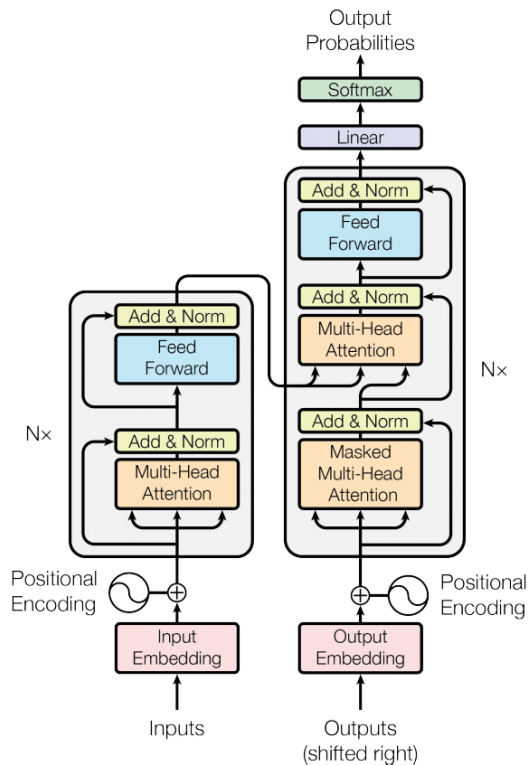 Output
Probabilities
Softmax
Linear
Add & Norm
Feed
Forward
Add & Norm
Multi-Head
Attention
Add & Norm
Masked
Multi-Head
Attention
N×
Add & Norm
Feed
Forward
Add & Norm
Multi-Head
Attention
N×
Positional
Encoding
Positional
Encoding
Input
Embedding
Output
Embedding
Inputs
Outputs
(shifted right)